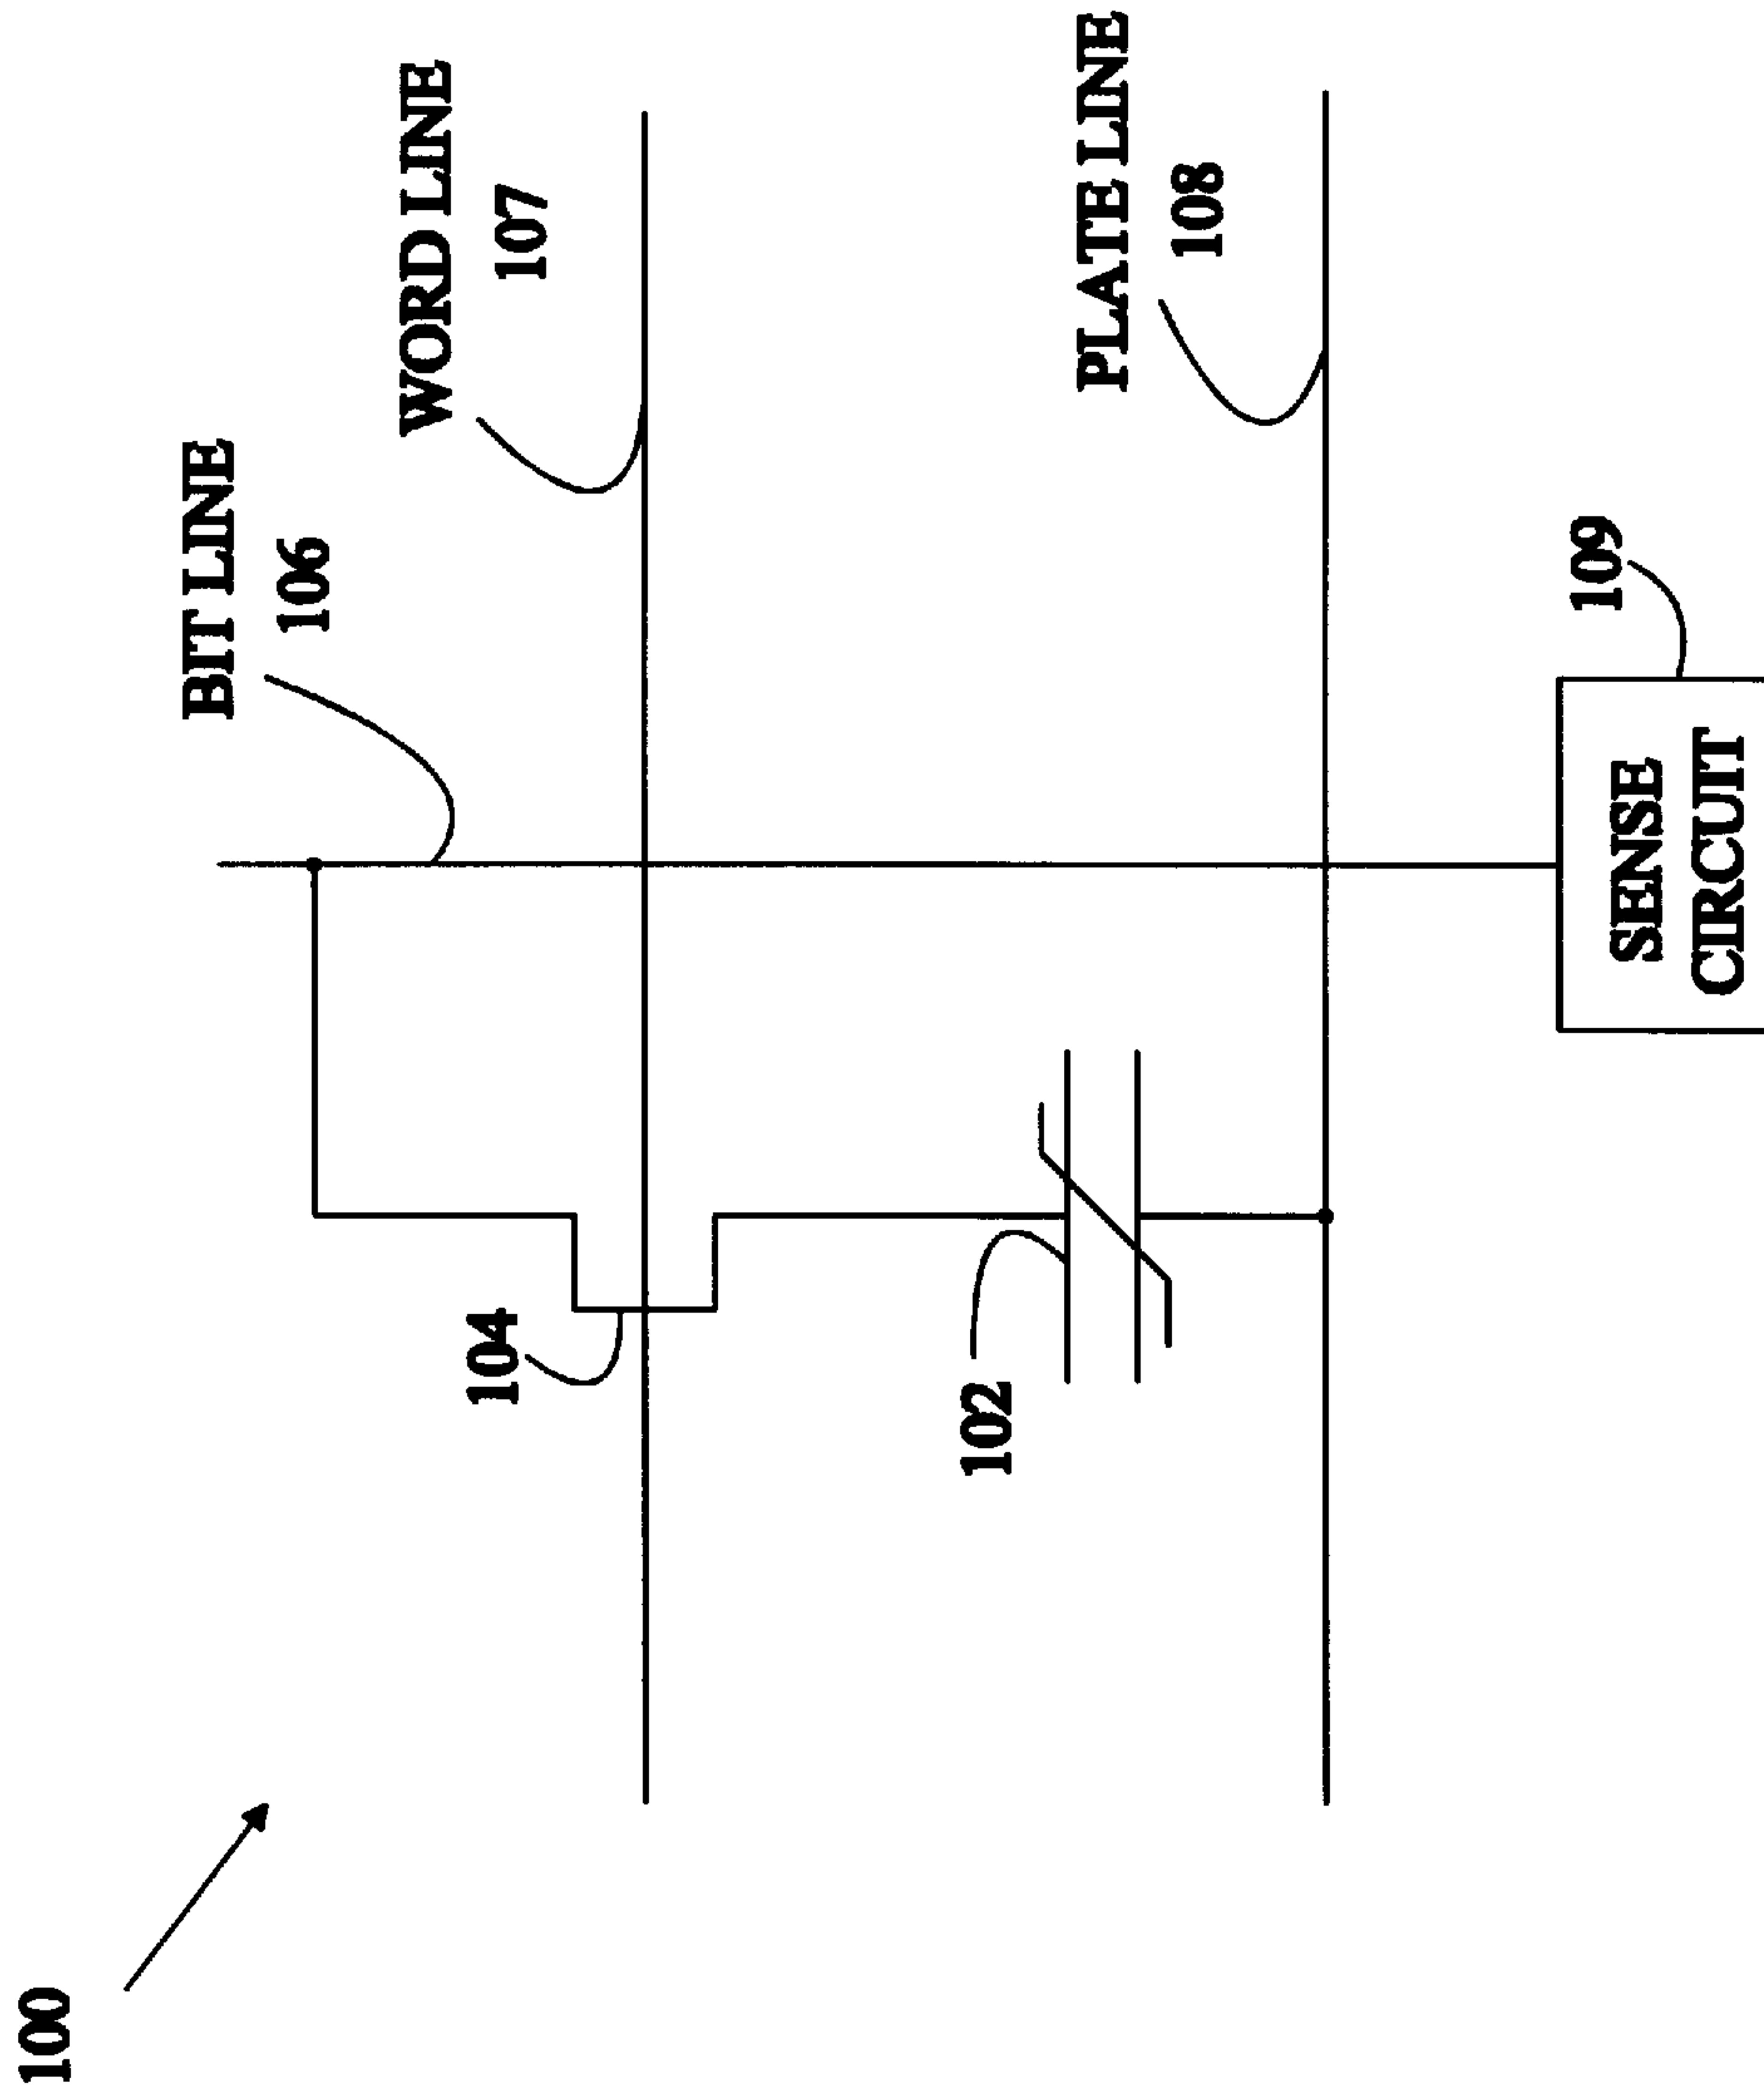 100
BIT LINE
106
WORD LINE
107
104
102
PLATE LINE
108
109
SENSE
CIRCUIT